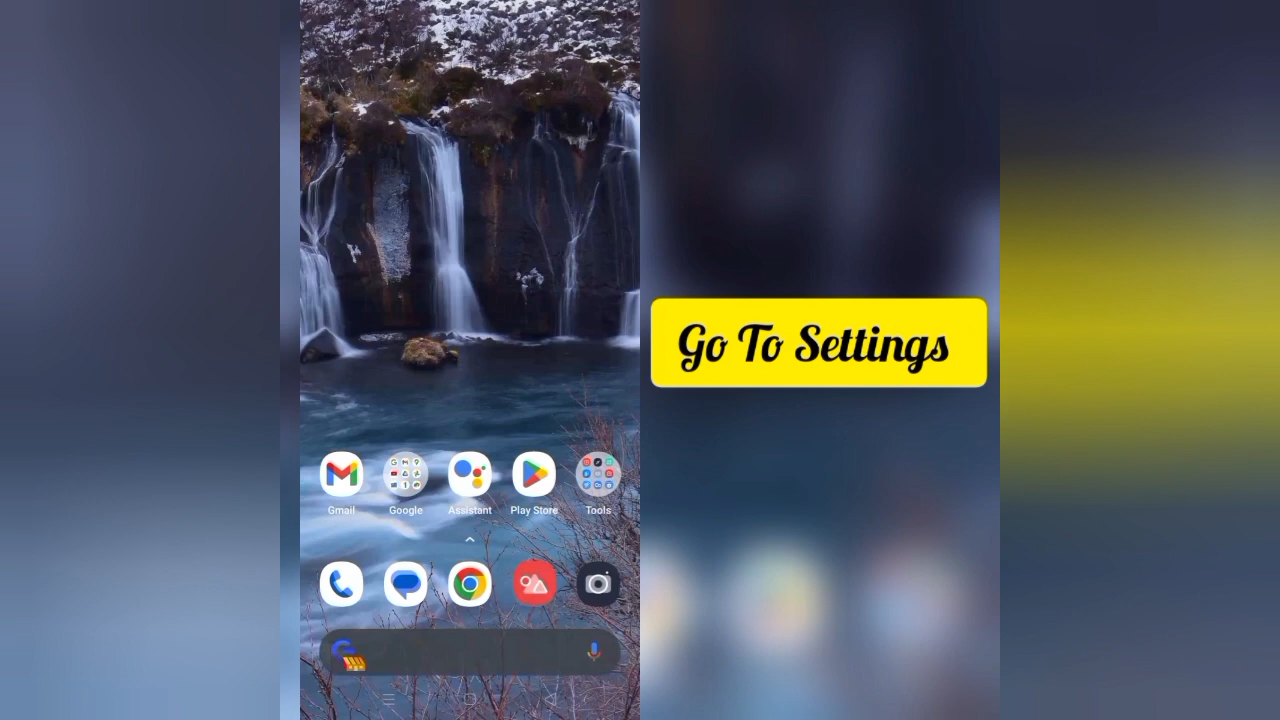 Go To Settings
Gmail
Google
Assistant
Play Store
Tools